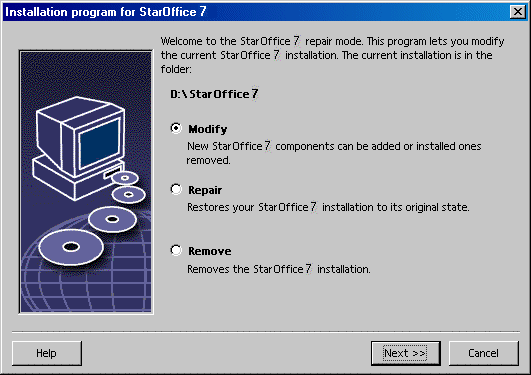 Installation program for StarOffice 7
Welcome to the StarOffice 7 repair mode. This program lets you modify
the current StarOffice 7 installation. The current installation is in the
folder:
D:\StarOffice 7
Modify
New StarOffice 7 components can be added or installed ones
removed.
Repair
Restores your StarOffice 7 installation to its original state.
Remove
Removes the StarOffice 7 installation.
Help
Next >>
Cancel